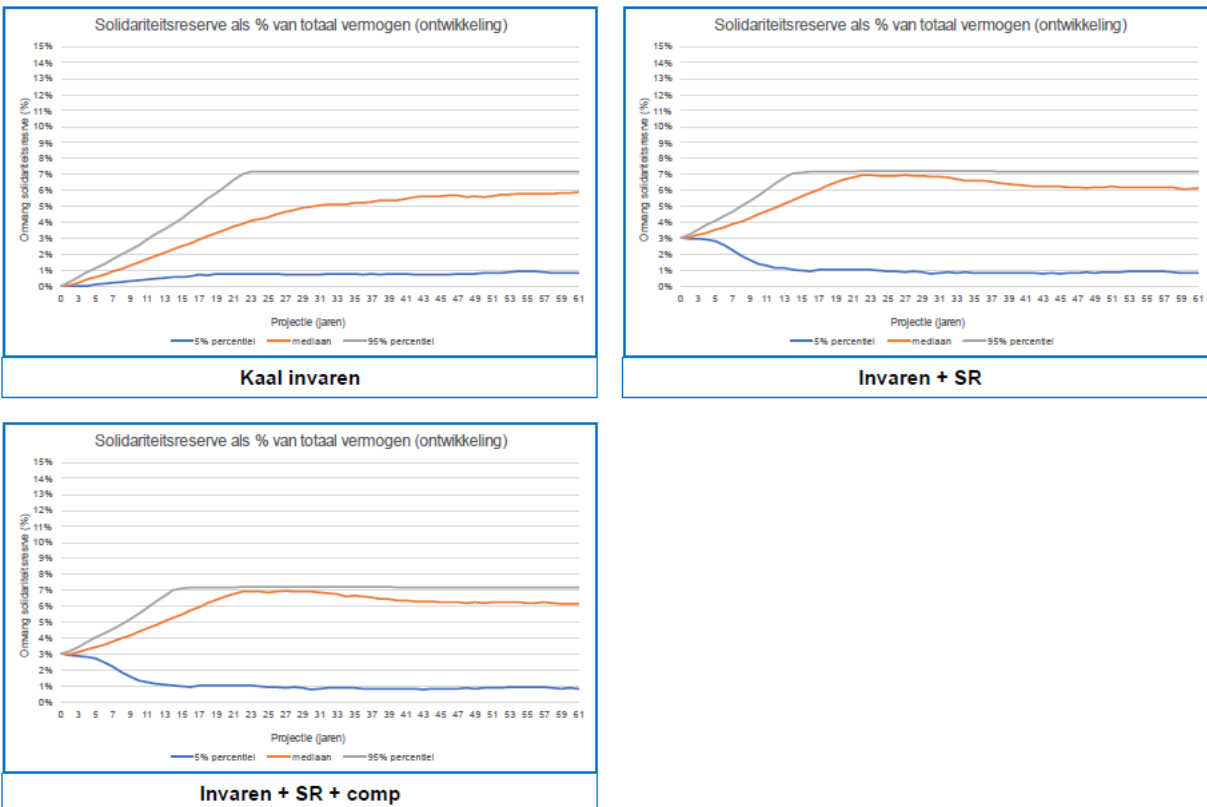 Solidariteitsreserve als % van totaal vermogen (ontwikkeling)
15%
14%
13%
12%
11%
10%
9%
8%
7%
6%
5%
4%
3%
2%
1%
0%
Omvang solidariteitsreserve (%)
0 1 3 5 7 9 11 13 15 17 19 21 23 25 27 29 31 33 35 37 39 41 43 45 47 49 51 53 55 57 59 61
Projectie (jaren)
5% percentiel mediaan 95% percentiel
Kaal invaren
Solidariteitsreserve als % van totaal vermogen (ontwikkeling)
15%
14%
13%
12%
11%
10%
9%
8%
7%
6%
5%
4%
3%
2%
1%
0%
Omvang solidariteitsreserve (%)
0 3 5 7 9 11 13 15 17 19 21 23 25 27 29 31 33 35 37 39 41 43 45 47 49 51 53 55 57 59 61
Projectie (jaren)
5% percentiel mediaan 95% percentiel
Invaren + SR
Solidariteitsreserve als % van totaal vermogen (ontwikkeling)
15%
14%
13%
12%
11%
10%
9%
8%
7%
6%
5%
4%
3%
2%
1%
0%
Omvang solidariteitsreserve (%)
0 3 5 7 9 11 13 15 17 19 21 23 25 27 29 31 33 35 37 39 41 43 45 47 49 51 53 55 57 59 61
Projectie (jaren)
5% percentiel mediaan 95% percentiel
Invaren + SR + comp